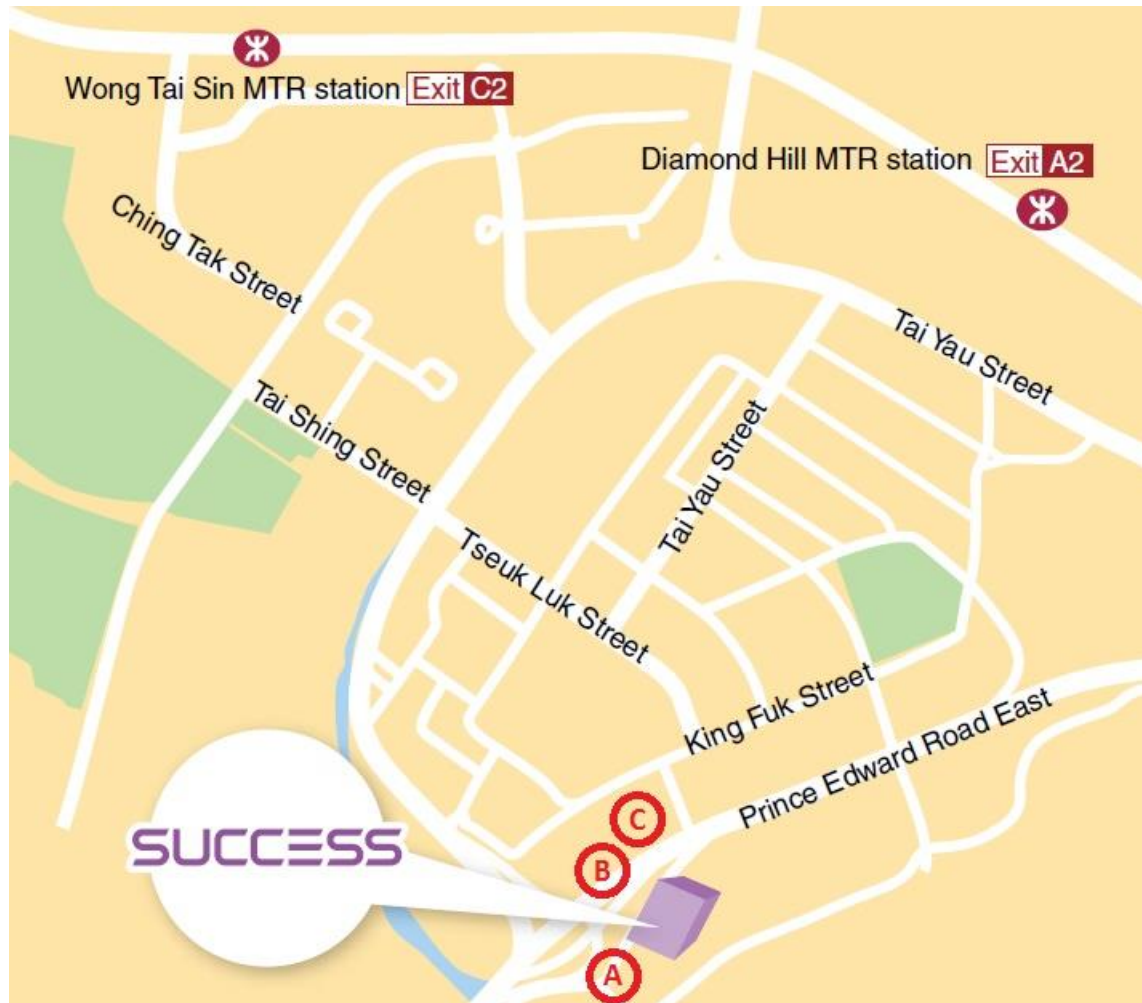 Wong Tai Sin MTR station Exit C2
Diamond Hill MTR station Exit A2
Ching Tak Street
Tai Yau Street
Tai Shing Street
Tai Yau Street
Tseuk Luk Street
King Fuk Street
Prince Edward Road East
C
SUCCESS
B
A